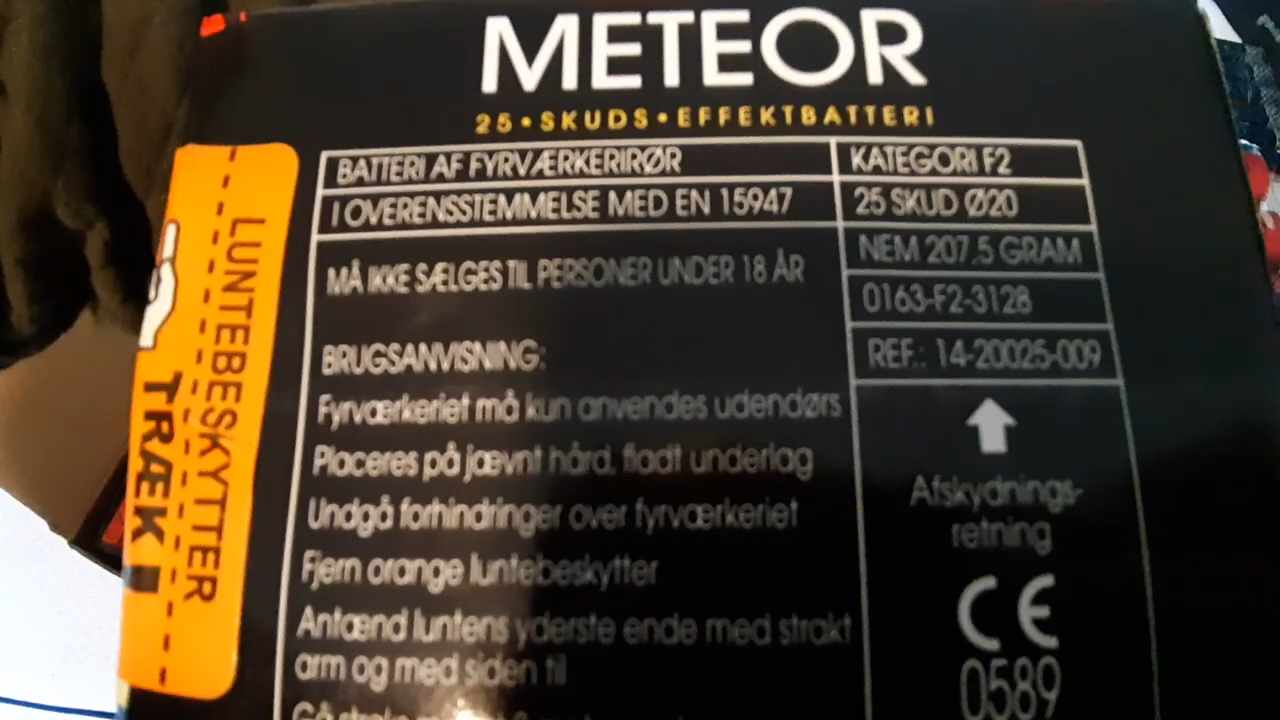 METEOR
25•SKUDS•EFFEKTBATTERI
BATTERI AF FYRVÆRKERIRØR
KATEGORI F2
I OVERENSSTEMMELSE MED EN 15947
25 SKUD Ø20
MÅ IKKE SÆLGES TIL PERSONER UNDER 18 ÅR
NEM 207.5 GRAM
0163-F2-3128
REF.: 14-20025-009
BRUGSANVISNING:
Fyrværkeriet må kun anvendes udendørs
Placeres på jævnt hård, fladt underlag
Undgå forhindringer over fyrværkeriet
Fjern orange luntebeskytter
Antænd luntens yderste ende med strakt
arm og med siden til
Afskydnings-
retning
CE
0589
LUNTEBESKYTTER
TRÆK